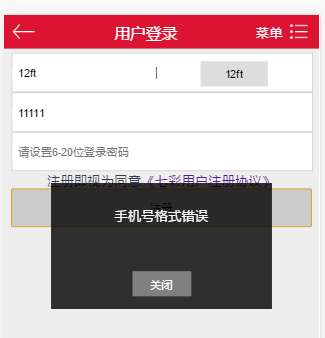 用户登录 菜单
12ft | 12ft
11111
请设置6-20位登录密码
注册即视为同意《七彩用户注册协议》
注册
手机号格式错误
关闭